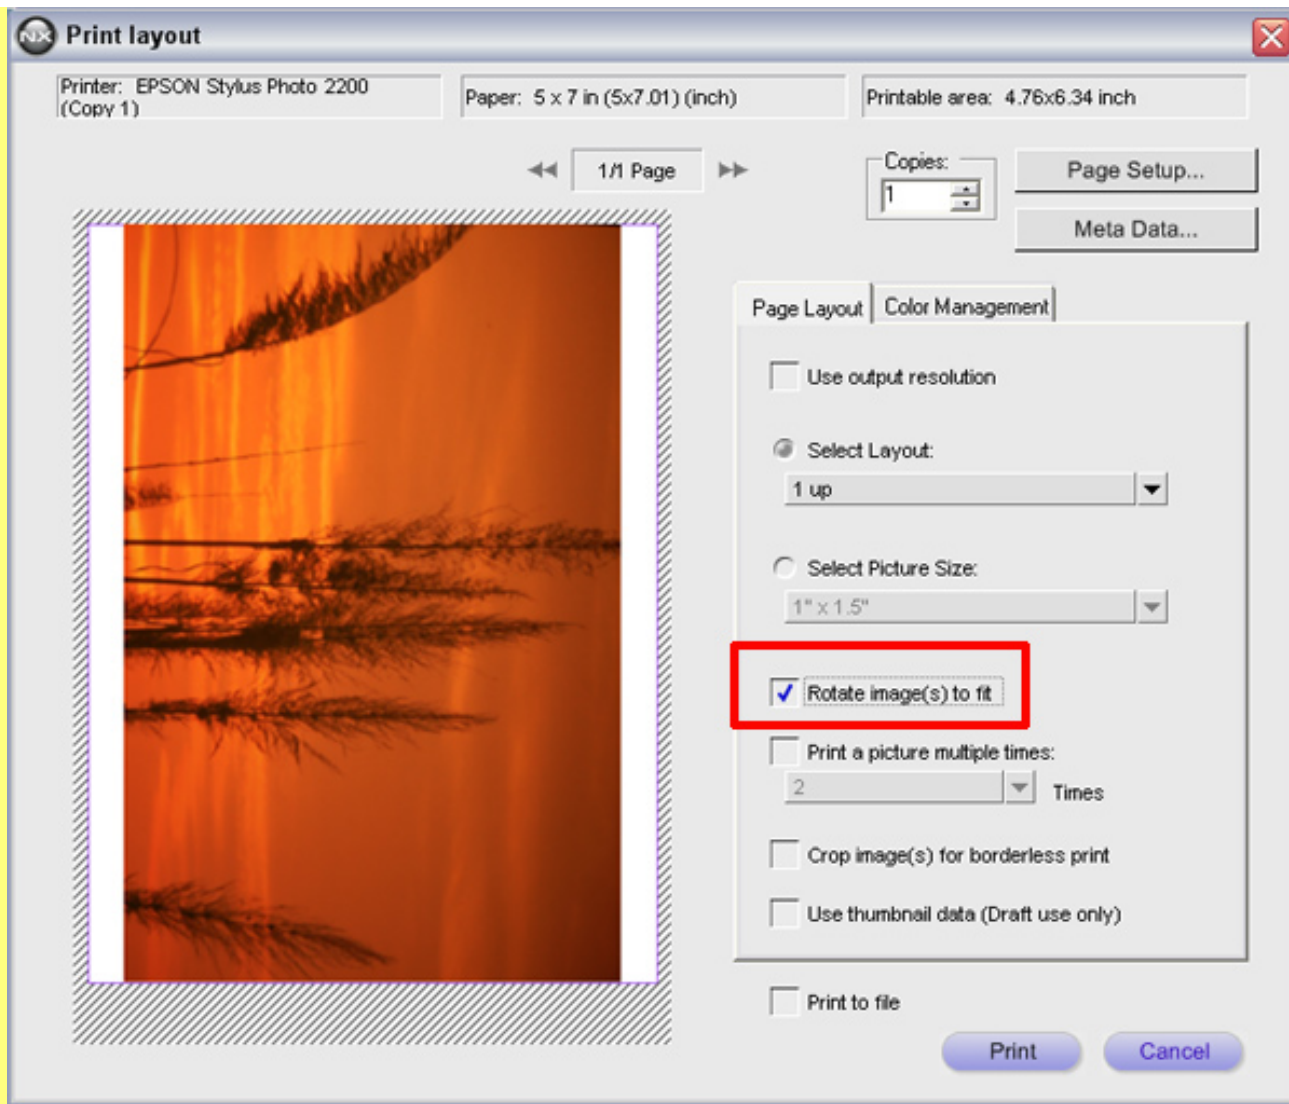 NX Print layout
Printer: EPSON Stylus Photo 2200
(Copy 1)
Paper: 5 x 7 in (5x7.01) (inch)
Printable area: 4.76x6.34 inch
1/1 Page
Copies:
1
Page Setup...
Meta Data...
Page Layout
Color Management
Use output resolution
Select Layout:
1 up
Select Picture Size:
1" x 1.5"
Rotate image(s) to fit
Print a picture multiple times:
2
Times
Crop image(s) for borderless print
Use thumbnail data (Draft use only)
Print to file
Print
Cancel